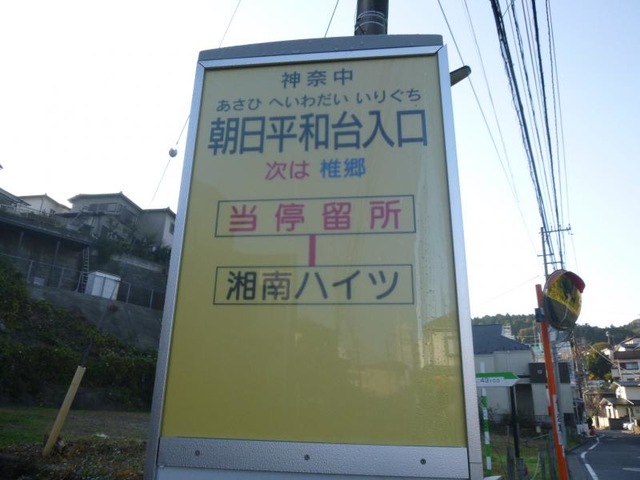 神奈中
あさひ へいわだい いりぐち
朝日平和台入口
次は 椎郷
当停留所
湘南ハイツ